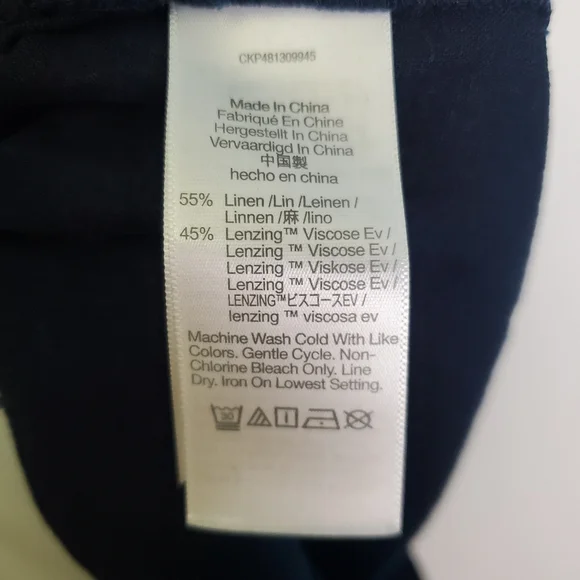 CKP481309945
Made In China
Fabriqué En Chine
Hergestellt In China
Vervaardigd In China
中国製
hecho en china
55% Linen /Lin /Leinen /
Linnen /麻 /lino
45% Lenzing™ Viscose Ev /
Lenzing ™ Viscose Ev /
Lenzing ™ Viskose Ev /
Lenzing ™ Viscose Ev /
LENZING™ビスコースEV /
lenzing ™ viscosa ev
Machine Wash Cold With Like
Colors. Gentle Cycle. Non-
Chlorine Bleach Only. Line
Dry. Iron On Lowest Setting.
30